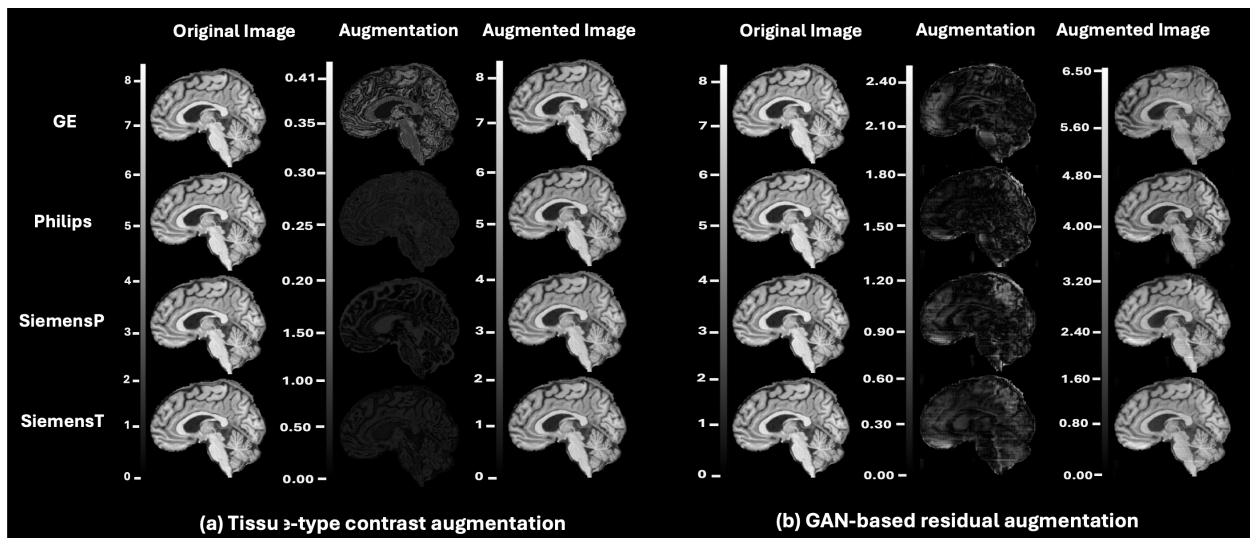 Original Image Augmentation Augmented Image Original Image Augmentation Augmented Image
8 0.41 8 8 2.40 6.50
GE
7 0.35 7 7 2.10 5.60
6 0.30 6 6 1.80 4.80
Philips
5 0.25 5 5 1.50 4.00
4 0.20 4 4 1.20 3.20
SiemensP
3 1.50 3 3 0.90 2.40
2 1.00 2 2 0.60 1.60
SiemensT
1 0.50 1 1 0.30 0.80
0 0.00 0 0 0.00 0.00
(a) Tissue-type contrast augmentation (b) GAN-based residual augmentation